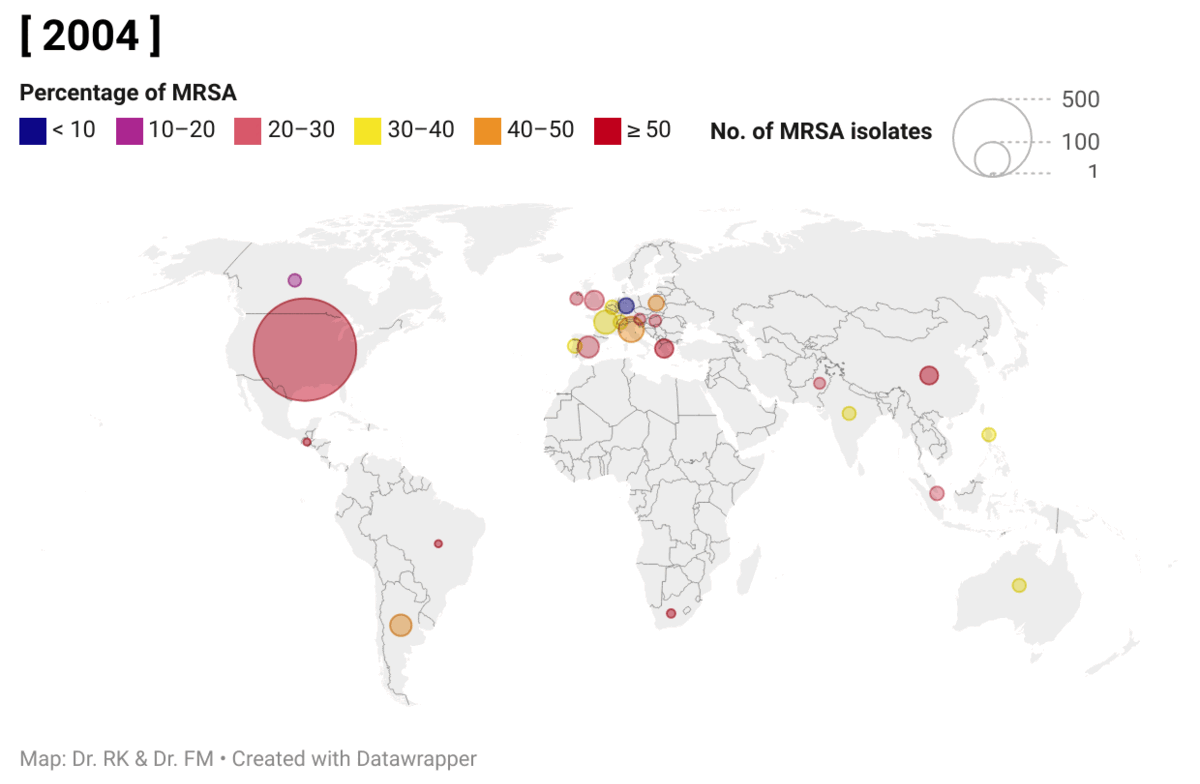 [ 2004 ]
Percentage of MRSA
< 10 10–20 20–30 30–40 40–50 ≥ 50
No. of MRSA isolates
500
100
1
Map: Dr. RK & Dr. FM • Created with Datawrapper